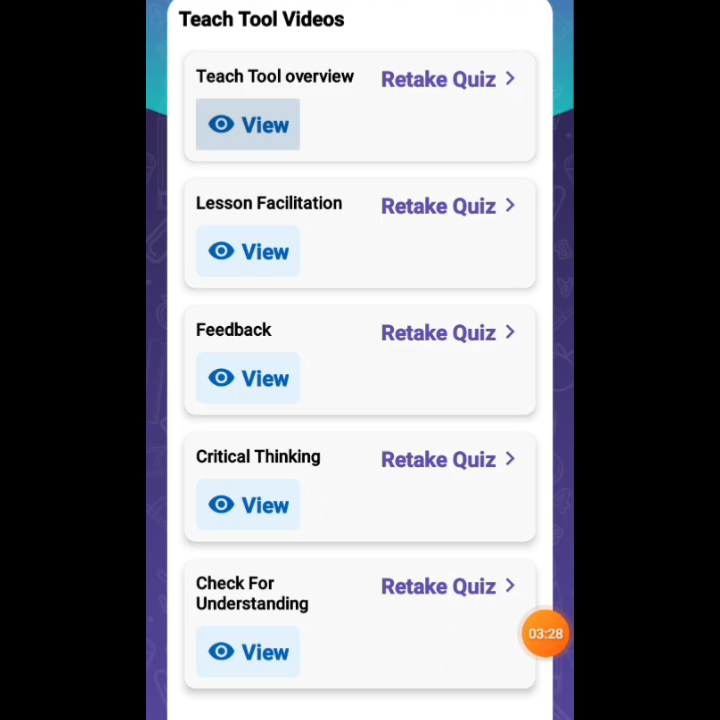 Teach Tool Videos
Teach Tool overview
Retake Quiz
View
Lesson Facilitation
Retake Quiz
View
Feedback
Retake Quiz
View
Critical Thinking
Retake Quiz
View
Check For
Understanding
Retake Quiz
View
03:28